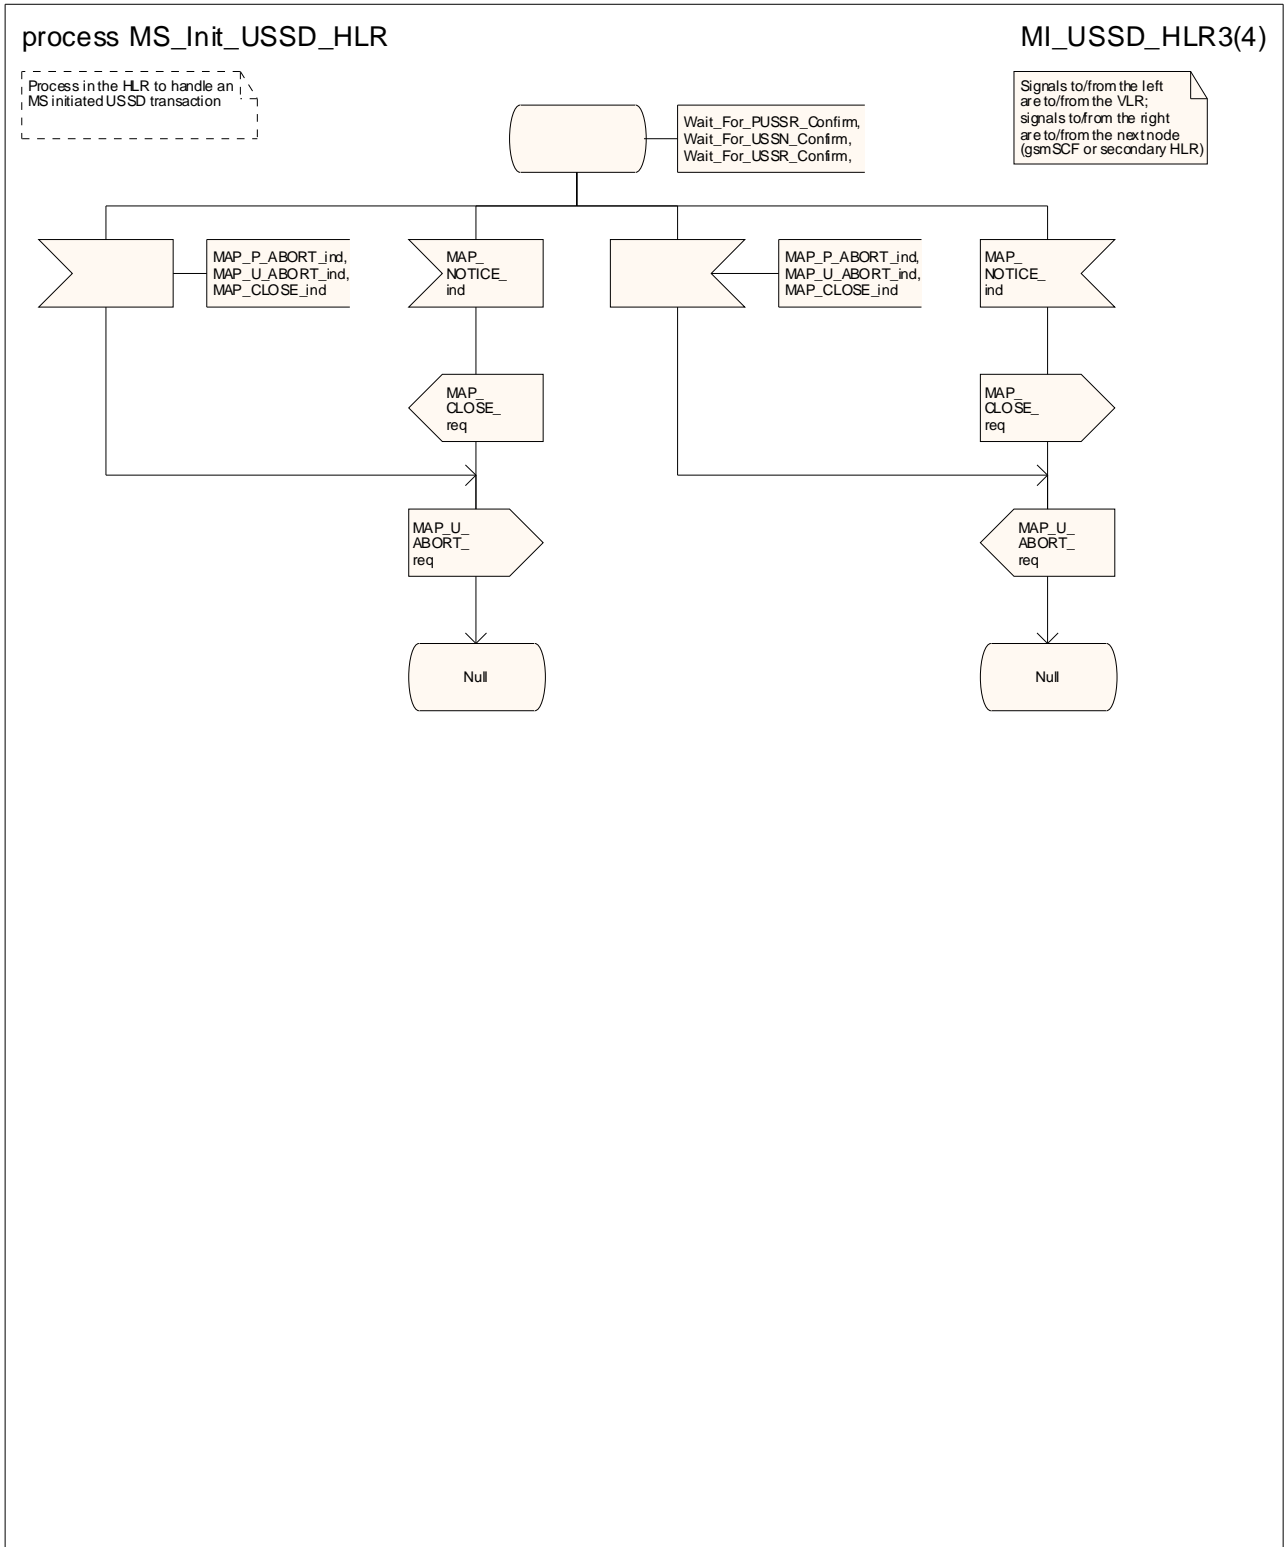 process MS_Init_USSD_HLR
MI_USSD_HLR3(4)
Process in the HLR to handle an
MS initiated USSD transaction
Signals to/from the left
are to/from the VLR;
signals to/from the right
are to/from the next node
(gsmSCF or secondary HLR)
Wait_For_PUSSR_Confirm,
Wait_For_USSN_Confirm,
Wait_For_USSR_Confirm,
MAP_P_ABORT_ind,
MAP_U_ABORT_ind,
MAP_CLOSE_ind
MAP_
NOTICE_
ind
MAP_P_ABORT_ind,
MAP_U_ABORT_ind,
MAP_CLOSE_ind
MAP_
NOTICE_
ind
MAP_
CLOSE_
req
MAP_
CLOSE_
req
MAP_U_
ABORT_
req
MAP_U_
ABORT_
req
Null
Null